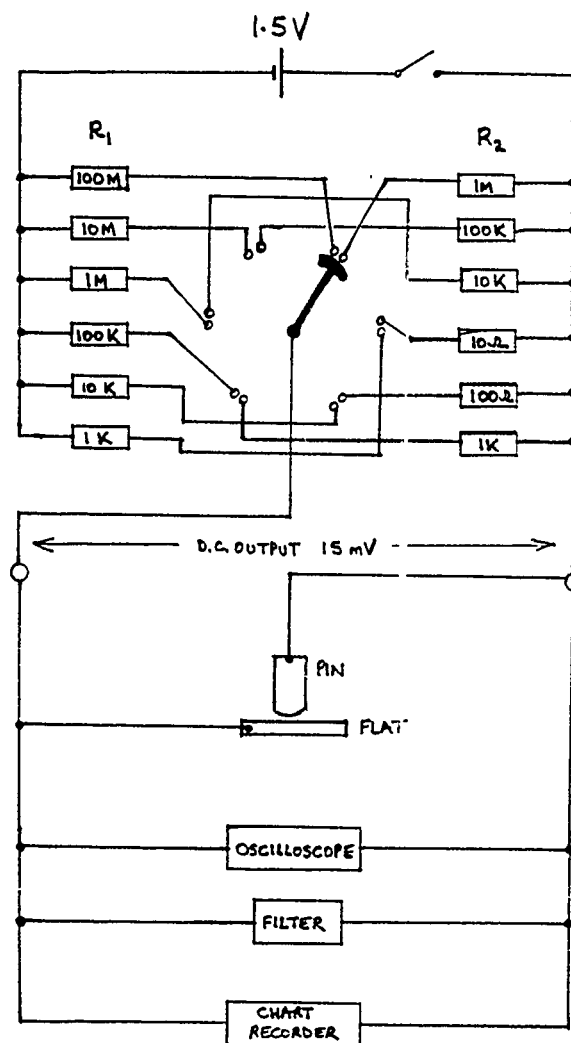 1.5V
R1 R2
100M 1M
10M 100K
1M 10K
100K 10Ω
10K 100Ω
1K 1K
D.C. OUTPUT 15 mV
PIN
FLAT
OSCILLOSCOPE
FILTER
CHART
RECORDER